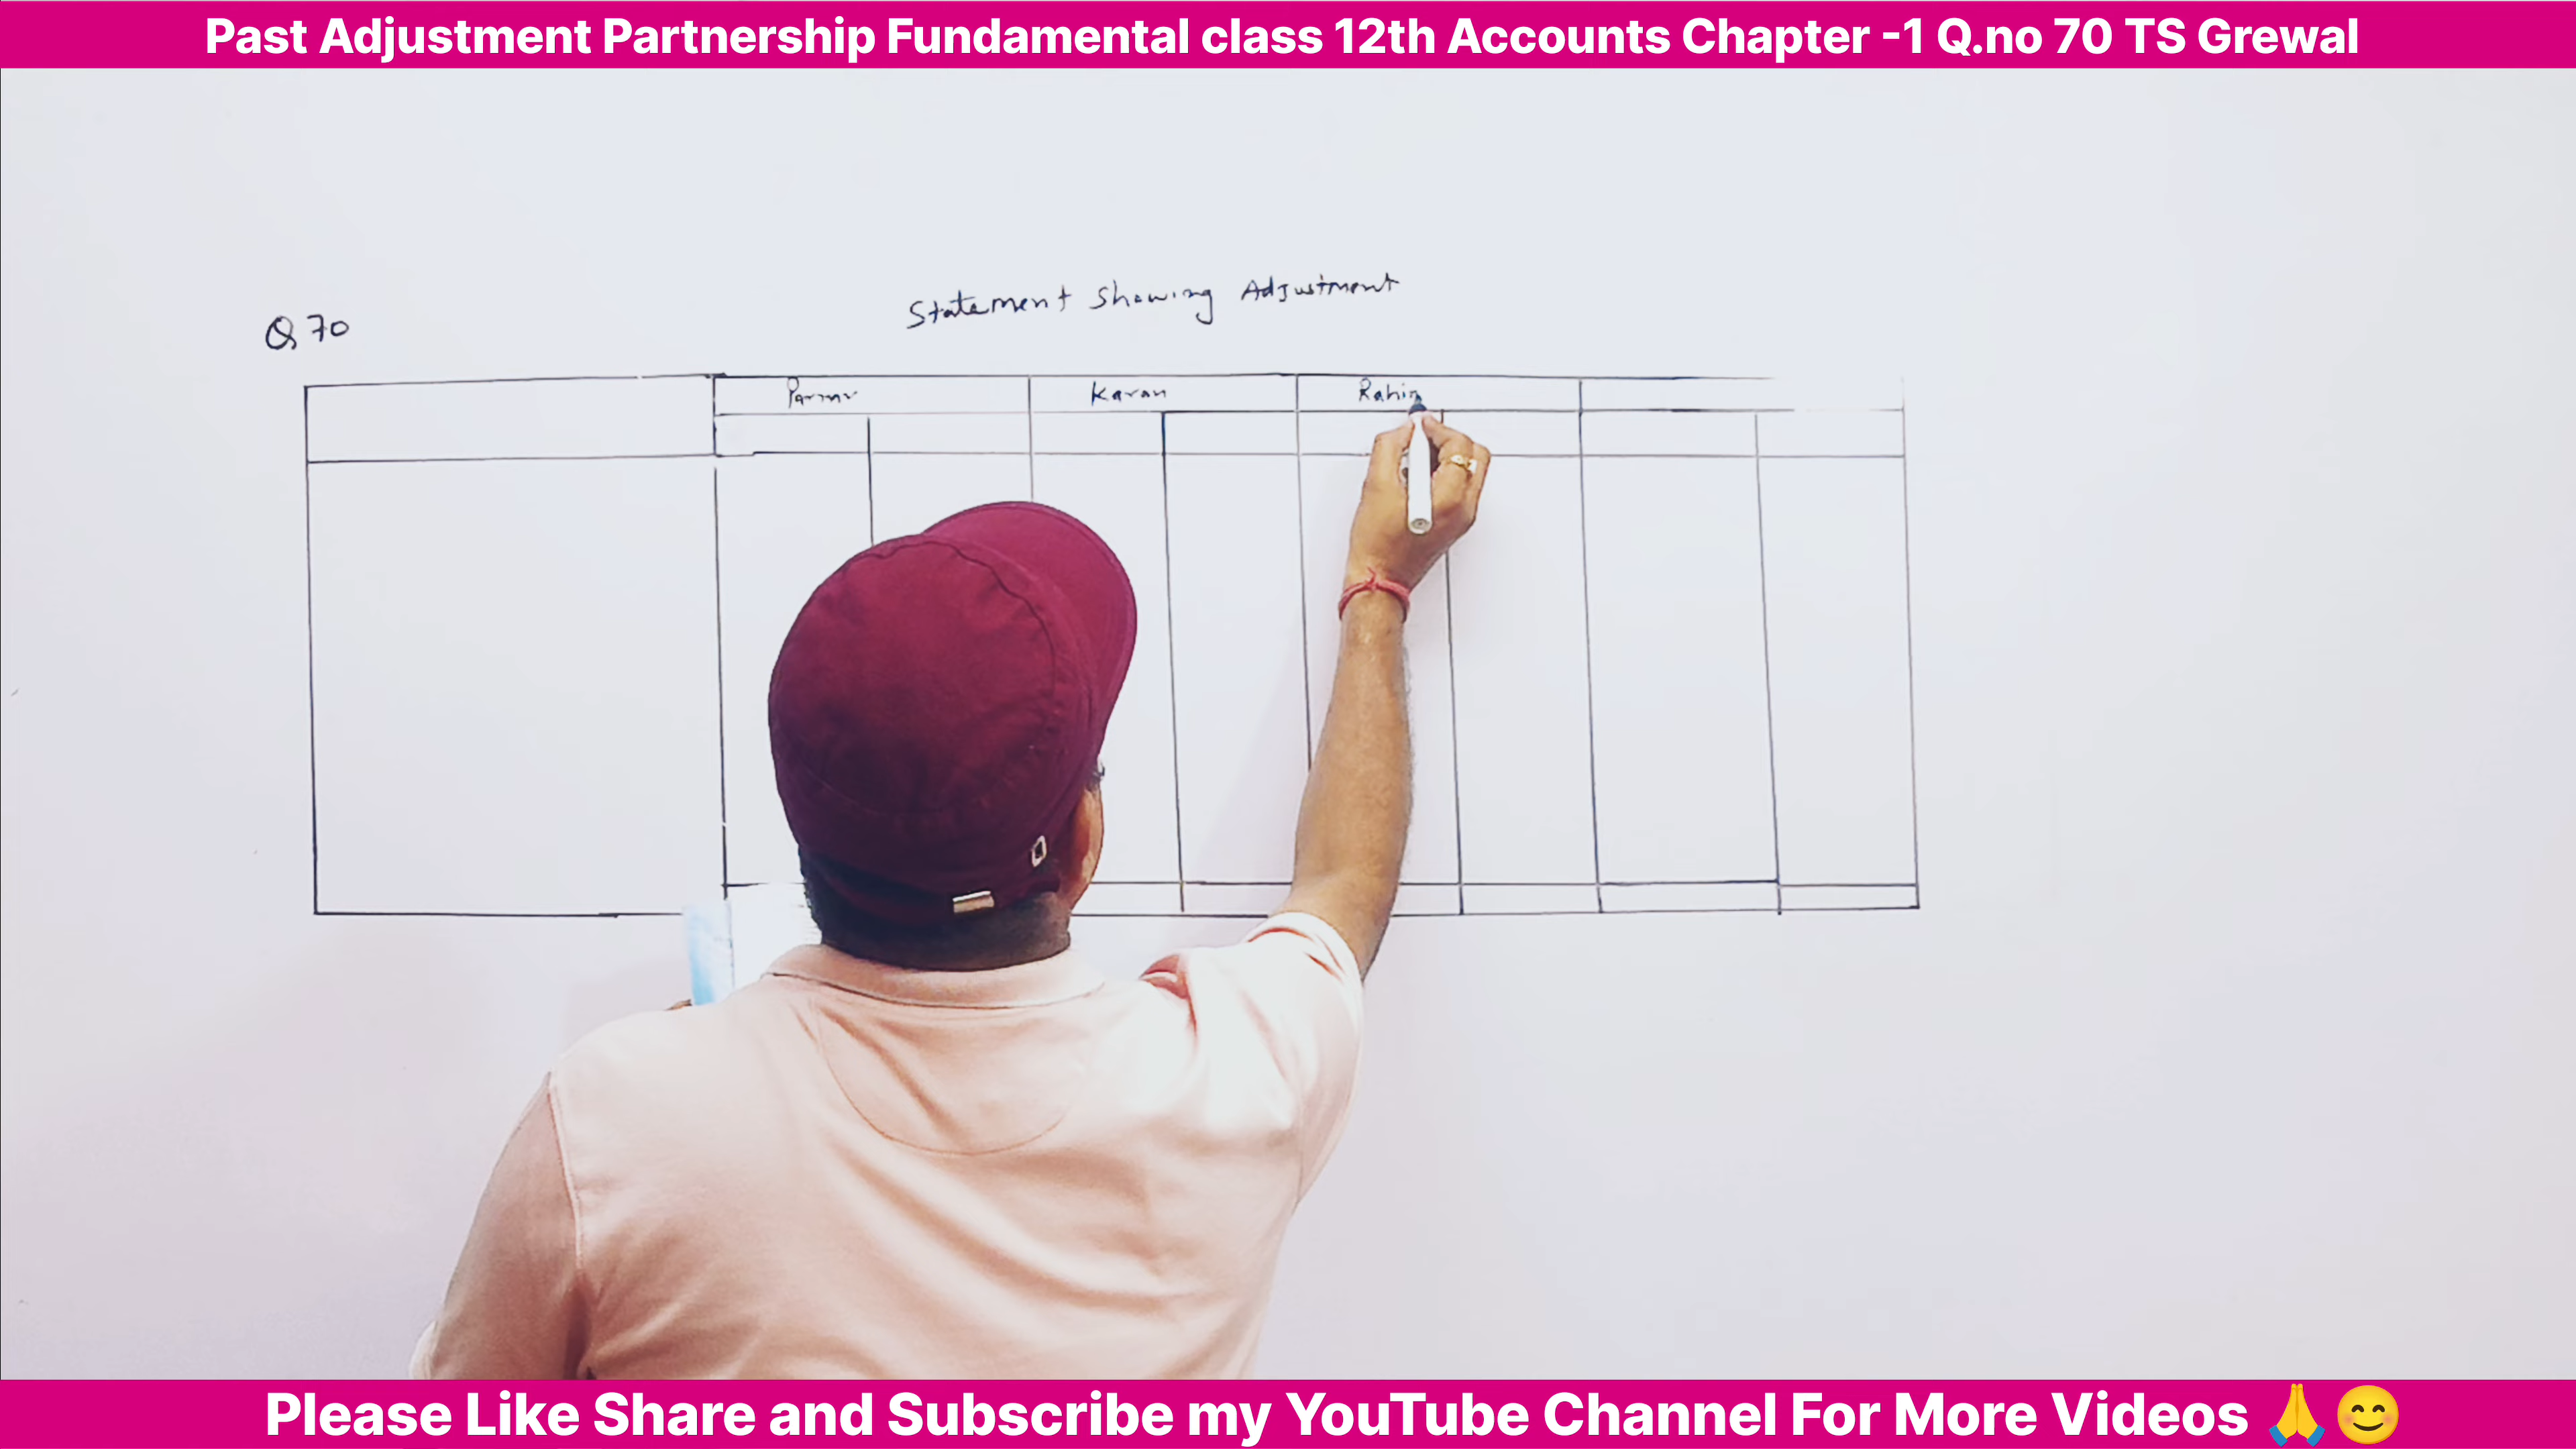 Past Adjustment Partnership Fundamental class 12th Accounts Chapter -1 Q.no 70 TS Grewal
Statement Showing Adjustment
Q 70
Karan Rahim
Please Like Share and Subscribe my YouTube Channel For More Videos 🙏😊